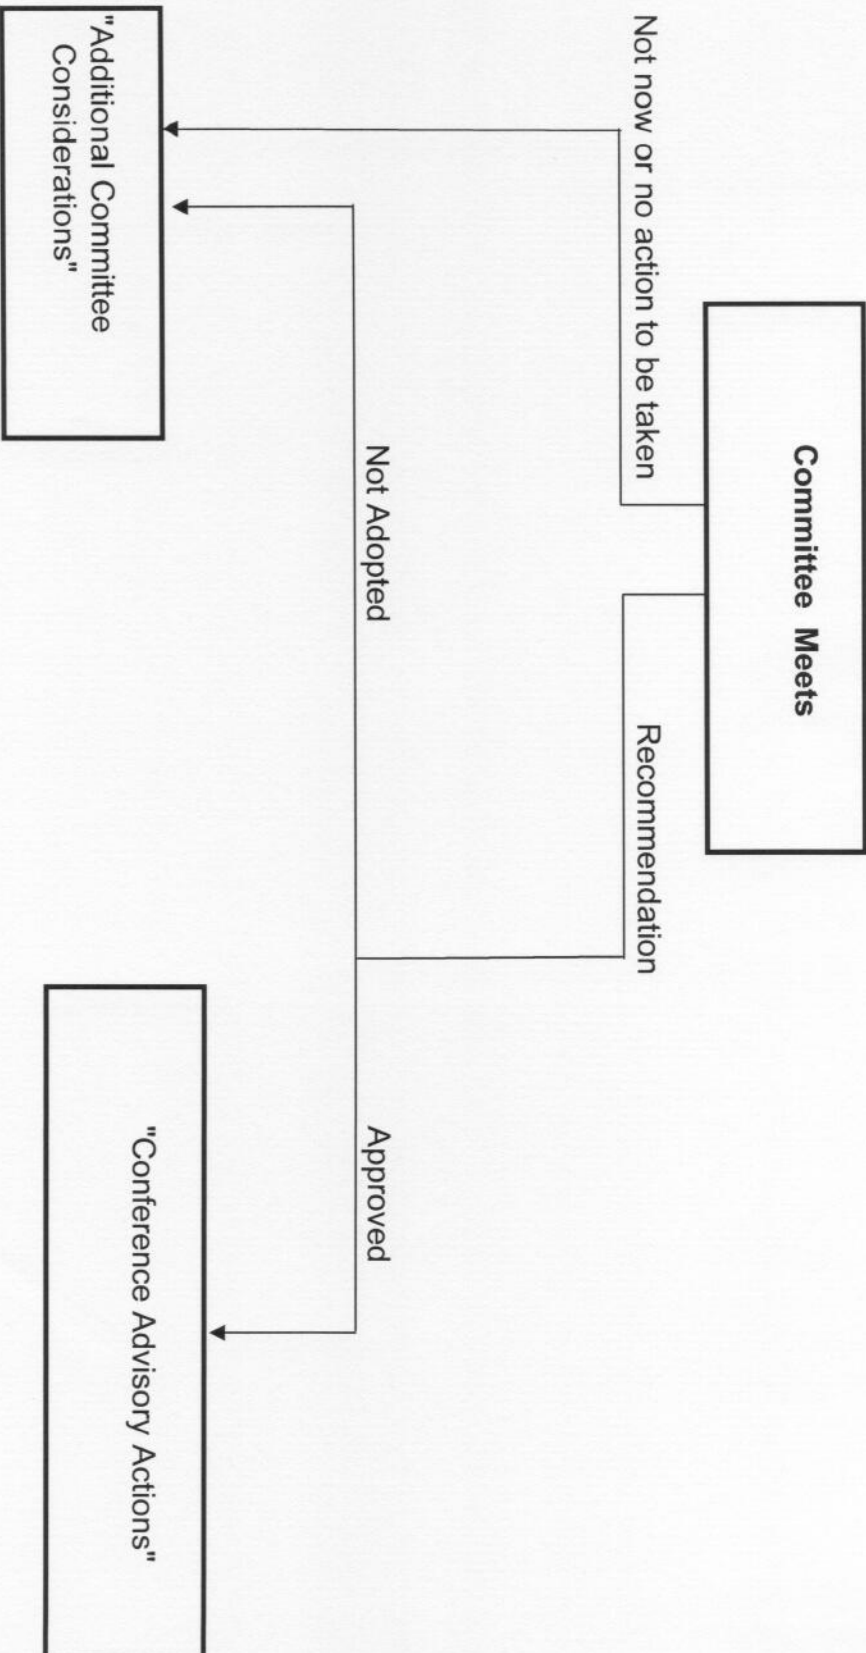 Committee Meets
Not now or no action to be taken
Recommendation
Not Adopted
Approved
"Additional Committee
Considerations"
"Conference Advisory Actions"